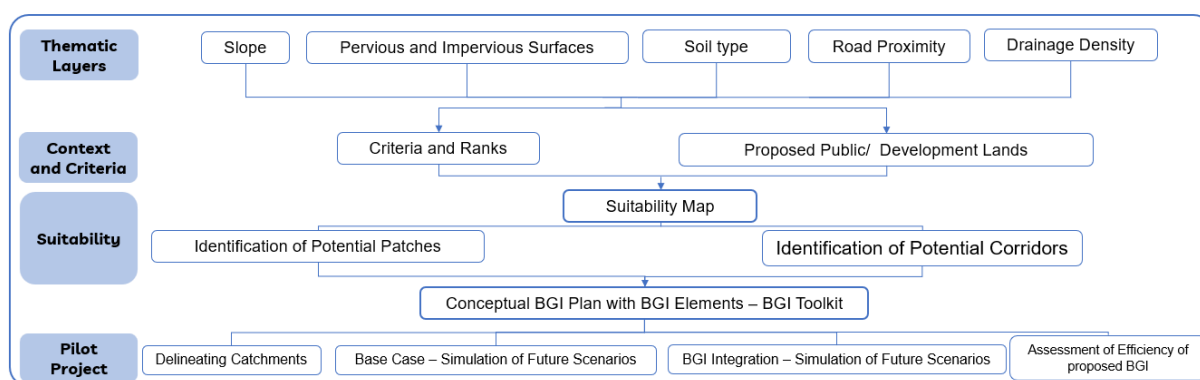 Thematic
Layers
Slope
Pervious and Impervious Surfaces
Soil type
Road Proximity
Drainage Density
Context
and Criteria
Criteria and Ranks
Proposed Public/ Development Lands
Suitability
Suitability Map
Identification of Potential Patches
Identification of Potential Corridors
Conceptual BGI Plan with BGI Elements – BGI Toolkit
Pilot
Project
Delineating Catchments
Base Case – Simulation of Future Scenarios
BGI Integration – Simulation of Future Scenarios
Assessment of Efficiency of
proposed BGI